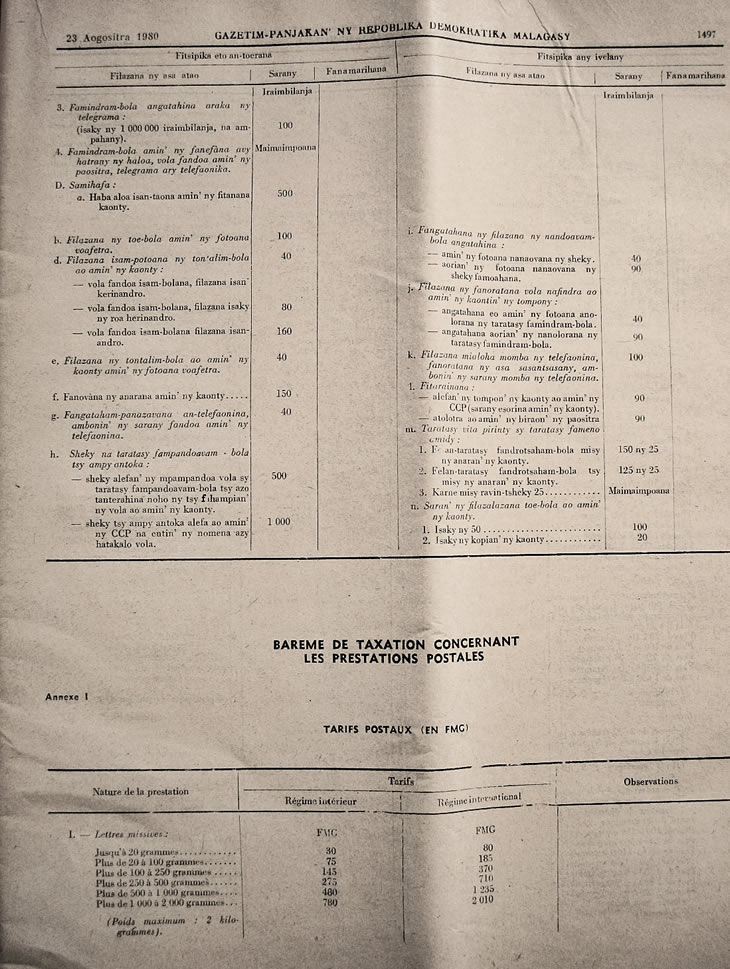 23 Aogositra 1980 GAZETIM-PANJAKAN' NY REPOBLIKA DEMOKRATIKA MALAGASY 1497
Fitsipika eto an-toerana
Filazana ny asa atao Sarany Fanamarihana
Iraimbilanja
3. Famindram-bola angatahina araka ny
telegrama :
(isaky ny 1 000 000 iraimbilanja, na am- 100
pahany).
4. Famindram-bola amin' ny fanefàna avy Maimaimpoana
hatrany ny haloa, vola fandoa amin' ny
paositra, telegrama ary telefaonika.
D. Samihafa :
a. Haba aloa isan-taona amin' ny fitanana 500
kaonty.
b. Filazana ny toe-bola amin' ny fotoana 100
voafetra.
d. Filazana isam-potoana ny ton'alim-bola 40
ao amin' ny kaonty :
— vola fandoa isam-bolana, filazana isan'
kerinandro.
— vola fandoa isam-bolana, filazana isaky 80
ny roa herinandro.
— vola fandoa isam-bolana filazana isan- 160
andro.
e. Filazana ny tontalim-bola ao amin' ny 40
kaonty amin' ny fotoana voafetra.
f. Fanovàna ny anarana amin' ny kaonty..... 150
g. Fangataham-panazavana an-telefaonina, 40
ambonin' ny sarany fandoa amin' ny
telefaonina.
h. Sheky na taratasy fampandoavam - bola
tsy ampy antoka :
— sheky alefan' ny mpampandoa vola sy 500
taratasy fampandoavam-bola tsy azo
tanterahina noho ny tsy fihampian'
ny vola ao amin' ny kaonty.
— sheky tsy ampy antoka alefa ao amin' 1 000
ny CCP na entin' ny nomena azy
hatakalo vola.
Fitsipika any ivelany
Filazana ny asa atao Sarany Fanamarihana
Iraimbilanja
i. Fangatahana ny filazana ny nandoavam-
bola angatahina :
— amin' ny fotoana nanaovana ny sheky. 40
— aorian' ny fotoana nanaovana ny 90
sheky famoahana.
j. Filazana ny fanoratana vola nafindra ao
amin' ny kaontin' ny tompony :
— angatahana eo amin' ny fotoana ano- 40
lorana ny taratasy famindram-bola.
— angatahana aorian' ny nanolorana ny 90
taratasy famindram-bola.
k. Filazana mialoha momba ny telefaonina, 100
fanoratana ny asa sasantsasany, am-
bonin' ny sarany momba ny telefaonina.
l. Fitarainana :
— alefan' ny tompon' ny kaonty ao amin' ny 90
CCP (sarany esorina amin' ny kaonty).
— atolotra ao amin' ny biraon' ny paositra 90
m. Taratasy vita pirinty sy taratasy fameno
amidy :
1. an-taratasy fandrotsaham-bola misy 150 ny 25
ny anaran' ny kaonty.
2. Felan-taratasy fandrotsaham-bola tsy 125 ny 25
misy ny anaran' ny kaonty.
3. Karne misy ravin-tsheky 25........... Maimaimpoana
n. Saran' ny filazalazana toe-bola ao amin'
ny kaonty.
1. Isaky ny 50........................ 100
2. Isaky ny kopian' ny kaonty............ 20
BAREME DE TAXATION CONCERNANT
LES PRESTATIONS POSTALES
Annexe I
TARIFS POSTAUX (EN FMG)
Nature de la prestation Tarifs Observations
Régime intérieur Régime international
I. — Lettres missives : FMG FMG
Jusqu'à 20 grammes............ 30 80
Plus de 20 à 100 grammes....... 75 185
Plus de 100 à 250 grammes...... 145 370
Plus de 250 à 500 grammes...... 275 710
Plus de 500 à 1 000 grammes.... 480 1 235
Plus de 1 000 à 2 000 grammes... 780 2 010
(Poids maximum : 2 kilo-
grammes).